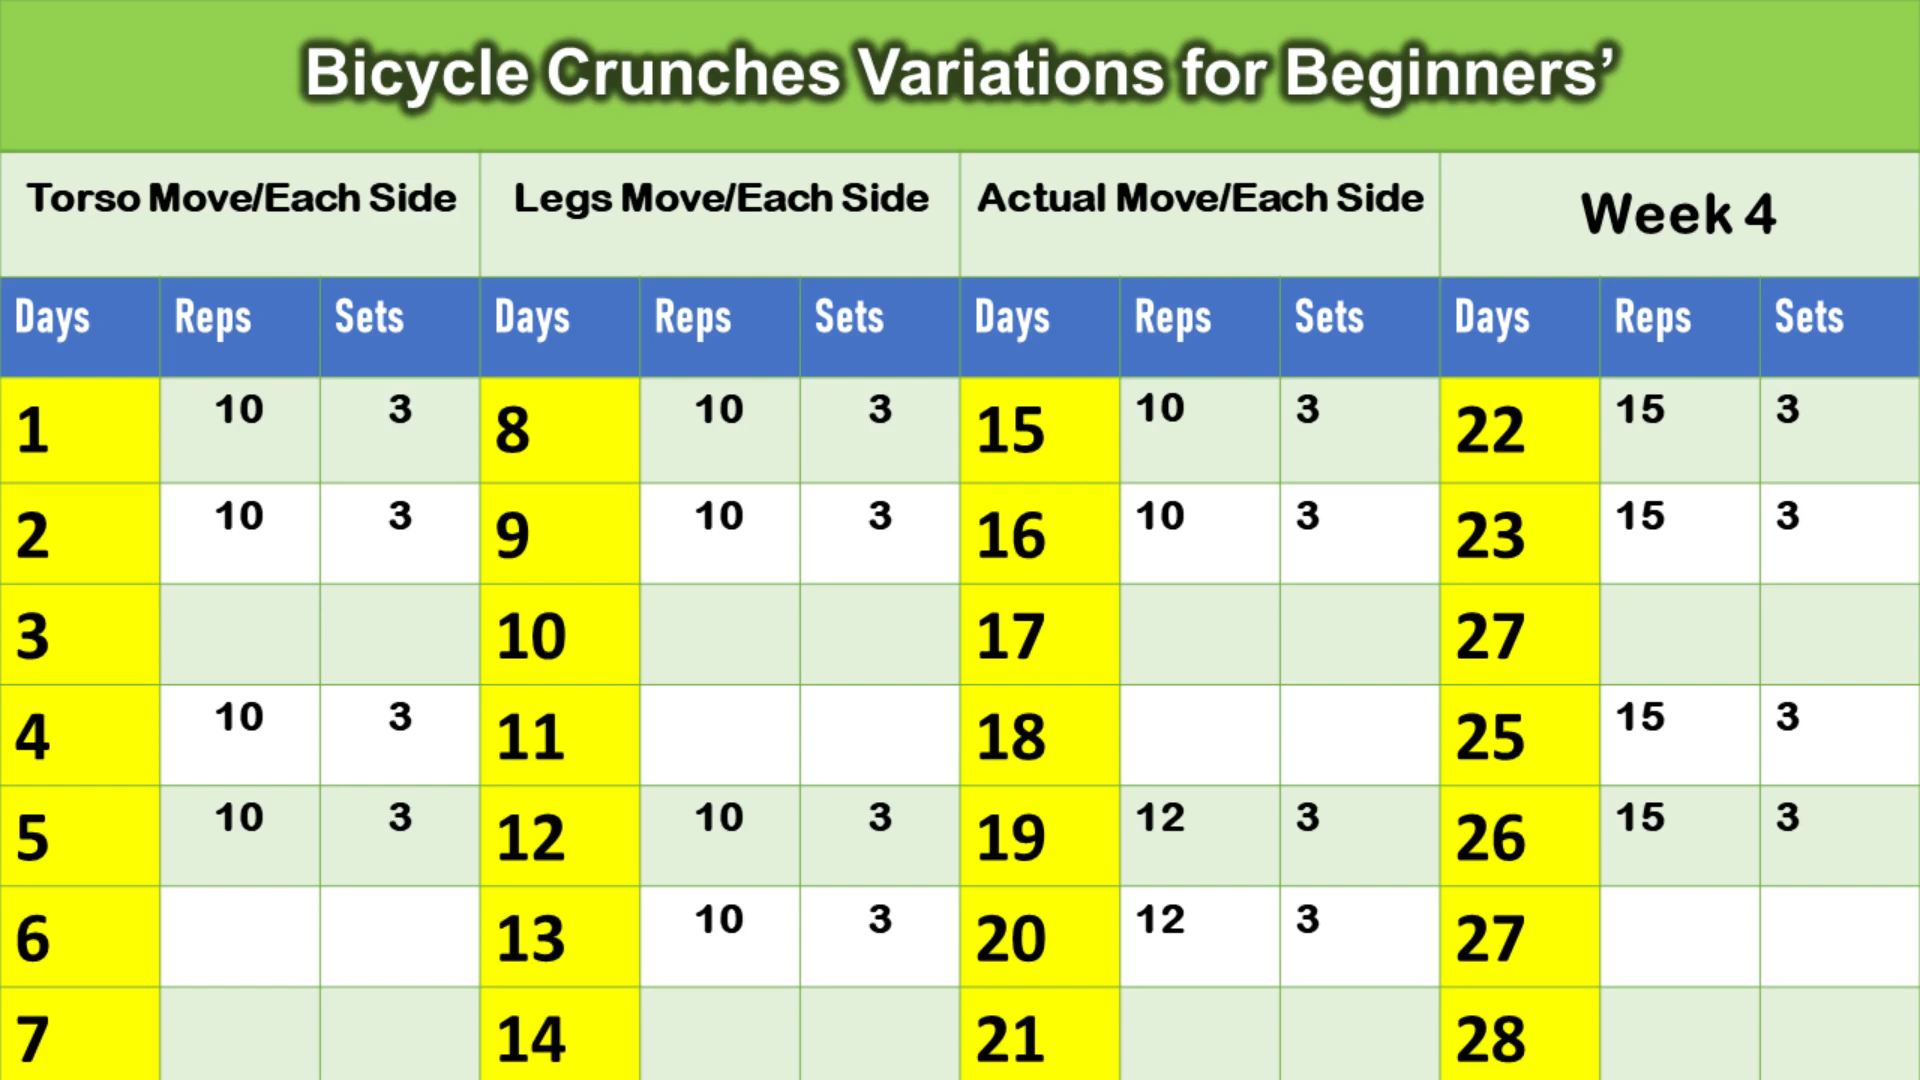 Bicycle Crunches Variations for Beginners’
Torso Move/Each Side Legs Move/Each Side Actual Move/Each Side Week 4
Days Reps Sets Days Reps Sets Days Reps Sets Days Reps Sets
1 10 3 8 10 3 15 10 3 22 15 3
2 10 3 9 10 3 16 10 3 23 15 3
3 10 17 27
4 10 3 11 18 25 15 3
5 10 3 12 10 3 19 12 3 26 15 3
6 13 10 3 20 12 3 27
7 14 21 28